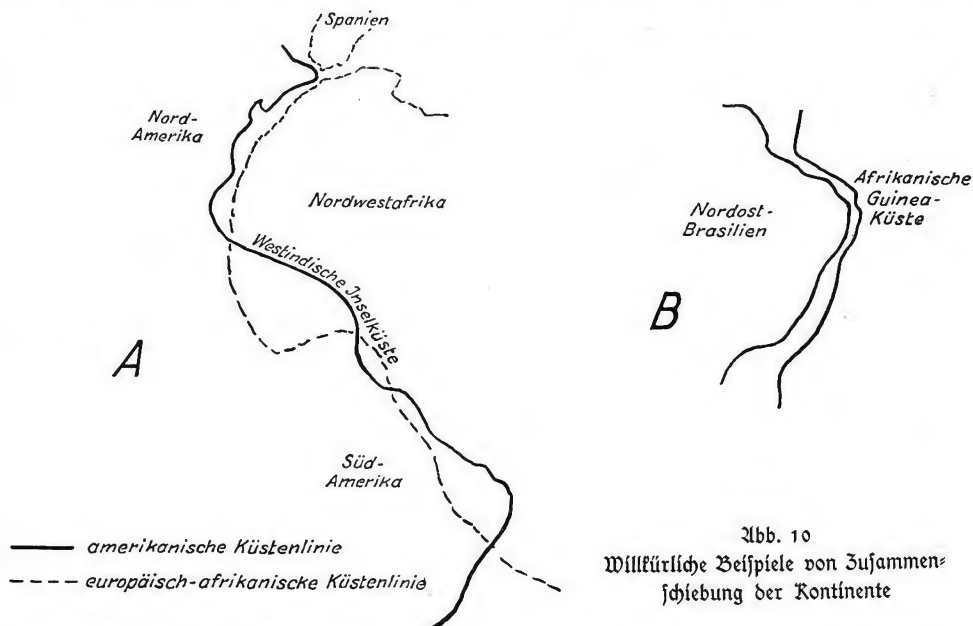 Spanien
Nord-
Amerika
Nordwestafrika
Westindische Inselküste
A
Süd-
Amerika
amerikanische Küstenlinie
europäisch-afrikaniscke Küstenlinie
Nordost-
Brasilien
Afrikanische
Guinea-
Küste
B
Abb. 10
Willkürliche Beispiele von Zusammen-
schiebung der Kontinente